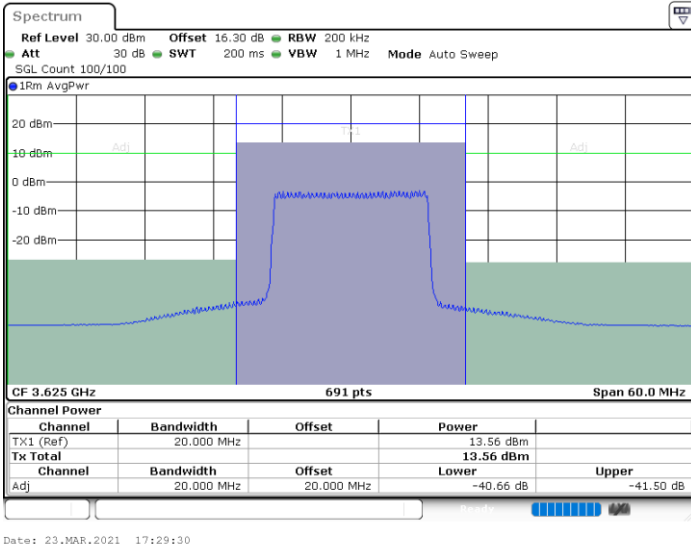 Spectrum
Ref Level 30.00 dBm Offset 16.30 dB RBW 200 kHz
Att 30 dB SWT 200 ms VBW 1 MHz Mode Auto Sweep
SGL Count 100/100
1Rm AvgPwr
20 dBm
TX1
Adj Adj
10 dBm
0 dBm
-10 dBm
-20 dBm
CF 3.625 GHz 691 pts Span 60.0 MHz
Channel Power
Channel Bandwidth Offset Power
TX1 (Ref) 20.000 MHz 13.56 dBm
Tx Total 13.56 dBm
Channel Bandwidth Offset Lower Upper
Adj 20.000 MHz 20.000 MHz -40.66 dB -41.50 dB
Ready
Date: 23.MAR.2021 17:29:30